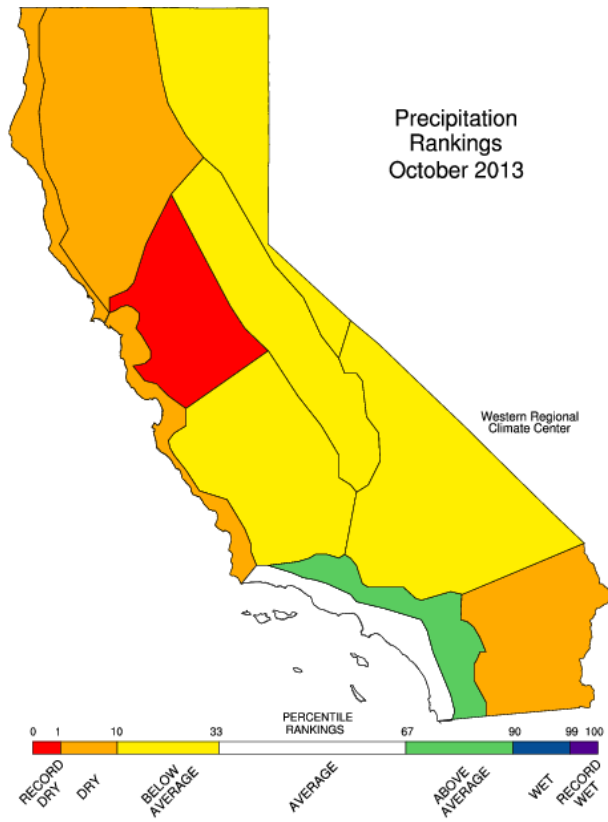 Precipitation
Rankings
October 2013
Western Regional
Climate Center
PERCENTILE
RANKINGS
0 1 10 33 67 90 99 100
RECORD
DRY
DRY
BELOW
AVERAGE
AVERAGE
ABOVE
AVERAGE
WET
RECORD
WET